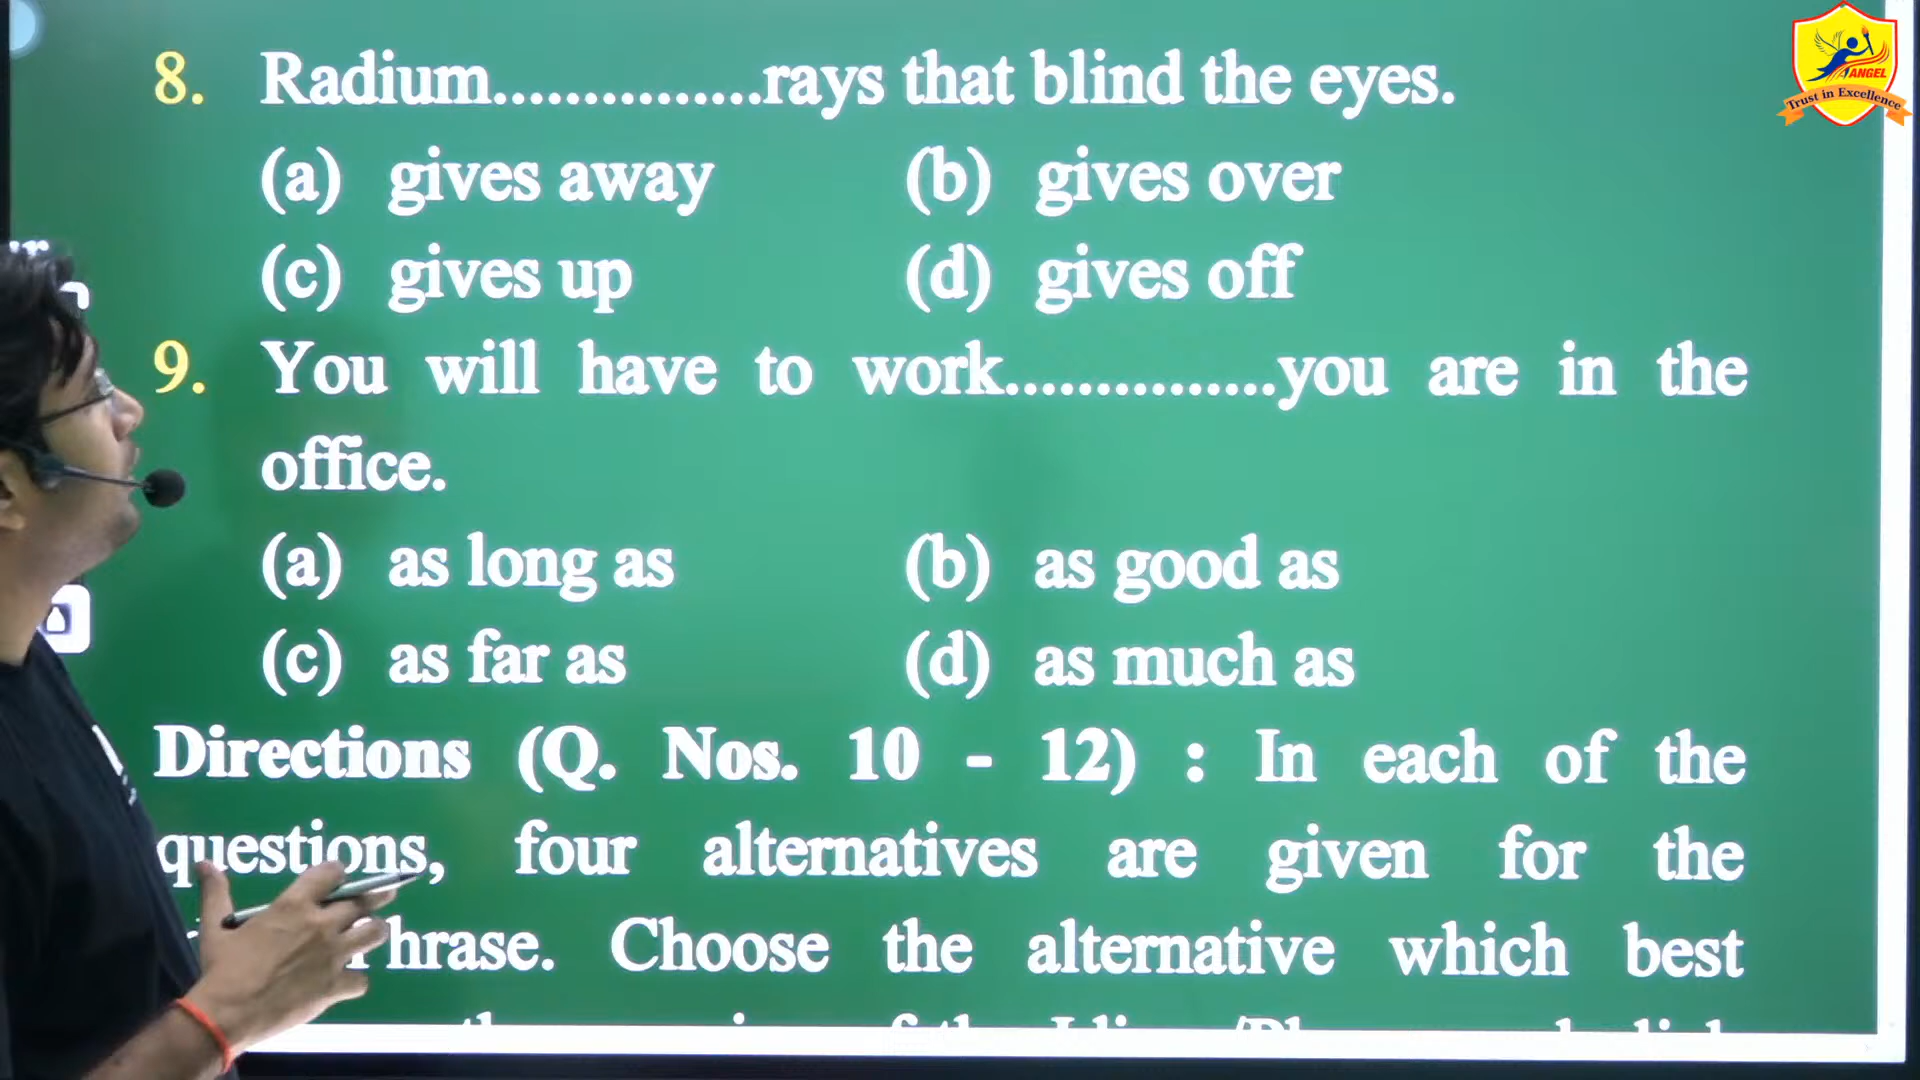 8. Radium...............rays that blind the eyes.
(a) gives away (b) gives over
(c) gives up (d) gives off
9. You will have to work...............you are in the
office.
(a) as long as (b) as good as
(c) as far as (d) as much as
Directions (Q. Nos. 10 - 12) : In each of the
questions, four alternatives are given for the
Choose the alternative which best
ANGEL
Trust in Excellence